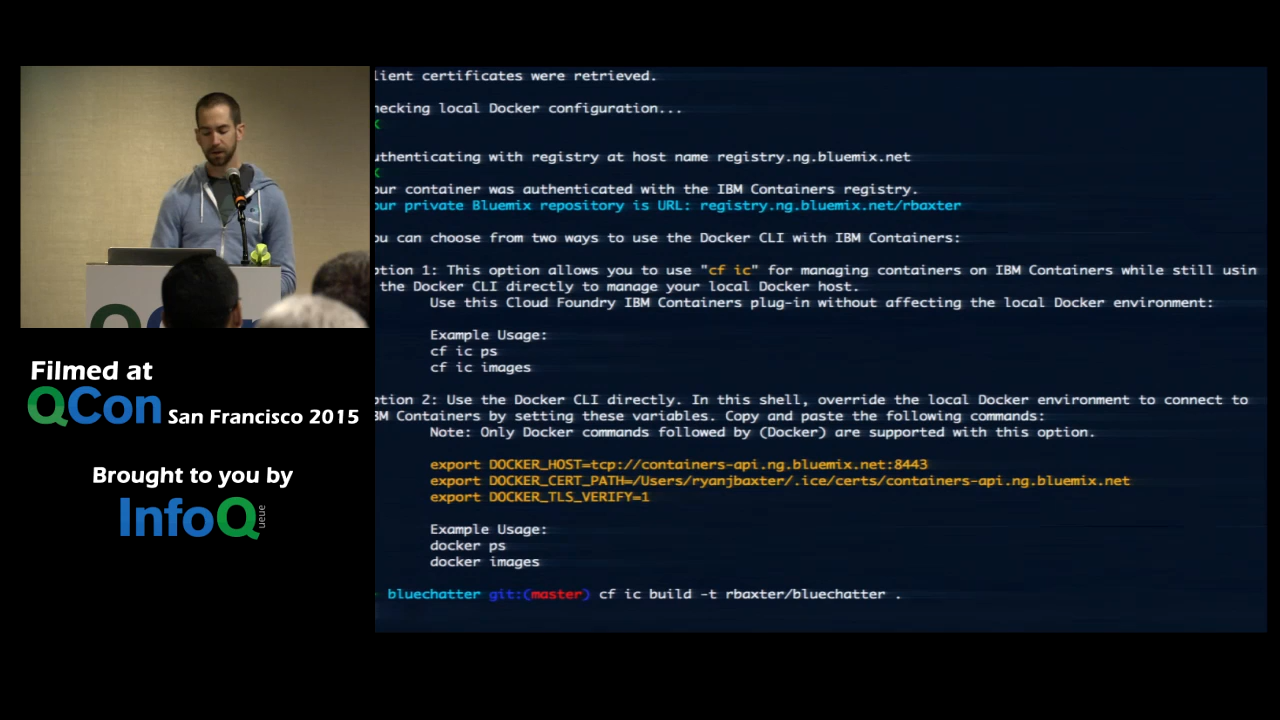 lient certificates were retrieved.
hecking local Docker configuration...
K
uthenticating with registry at host name registry.ng.bluemix.net
K
our container was authenticated with the IBM Containers registry.
our private Bluemix repository is URL: registry.ng.bluemix.net/rbaxter
ou can choose from two ways to use the Docker CLI with IBM Containers:
ption 1: This option allows you to use "cf ic" for managing containers on IBM Containers while still usin
the Docker CLI directly to manage your local Docker host.
Use this Cloud Foundry IBM Containers plug-in without affecting the local Docker environment:
Example Usage:
cf ic ps
cf ic images
ption 2: Use the Docker CLI directly. In this shell, override the local Docker environment to connect to
BM Containers by setting these variables. Copy and paste the following commands:
Note: Only Docker commands followed by (Docker) are supported with this option.
export DOCKER_HOST=tcp://containers-api.ng.bluemix.net:8443
export DOCKER_CERT_PATH=/Users/ryanjbaxter/.ice/certs/containers-api.ng.bluemix.net
export DOCKER_TLS_VERIFY=1
Example Usage:
docker ps
docker images
bluechatter git:(master) cf ic build -t rbaxter/bluechatter .
Filmed at
QCon San Francisco 2015
Brought to you by
InfoQ
ueue